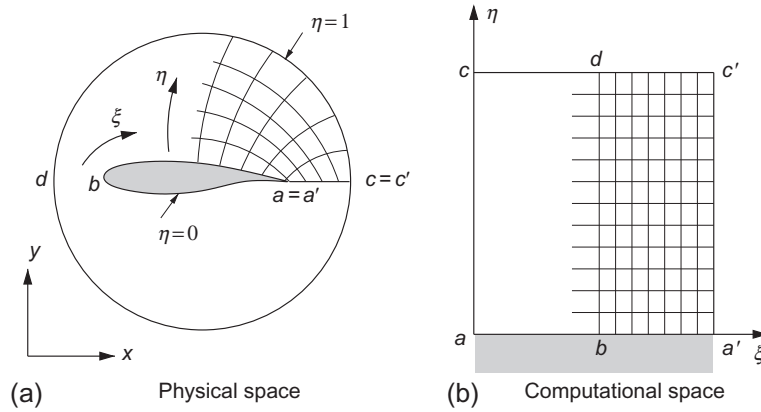 η=1
η
ξ
d
b
a = a′
c = c′
η=0
y
x
(a) Physical space
η
c
d
c′
a
b
a′
ξ
(b) Computational space